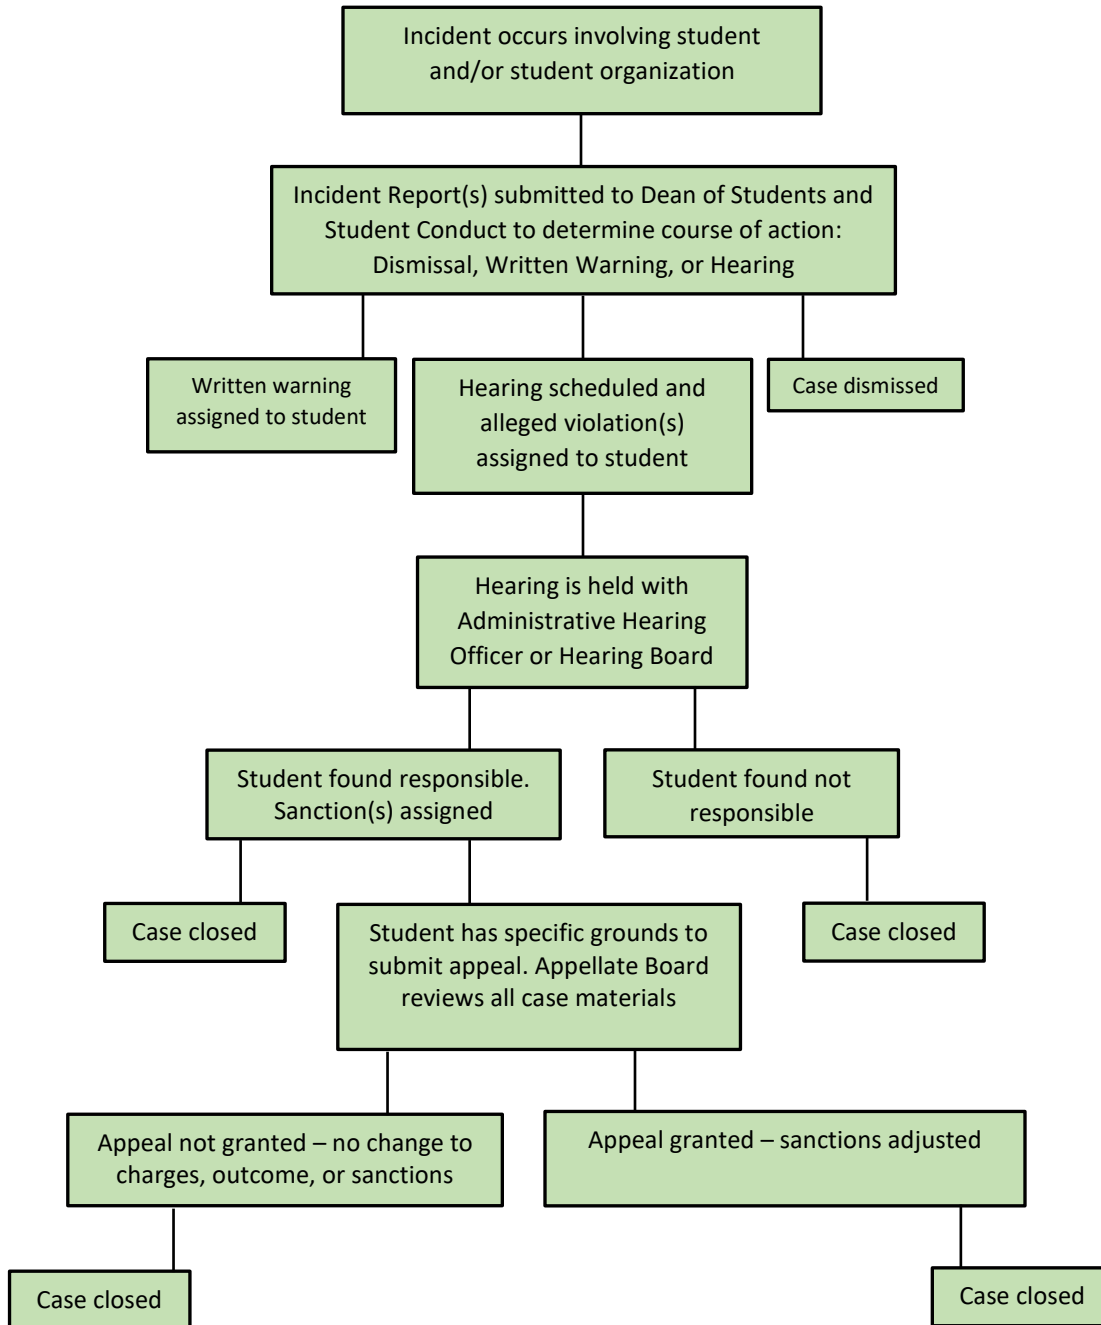 Incident occurs involving student
and/or student organization
Incident Report(s) submitted to Dean of Students and
Student Conduct to determine course of action:
Dismissal, Written Warning, or Hearing
Written warning
assigned to student
Hearing scheduled and
alleged violation(s)
assigned to student
Case dismissed
Hearing is held with
Administrative Hearing
Officer or Hearing Board
Student found responsible.
Sanction(s) assigned
Student found not
responsible
Case closed
Student has specific grounds to
submit appeal. Appellate Board
reviews all case materials
Case closed
Appeal not granted – no change to
charges, outcome, or sanctions
Appeal granted – sanctions adjusted
Case closed
Case closed